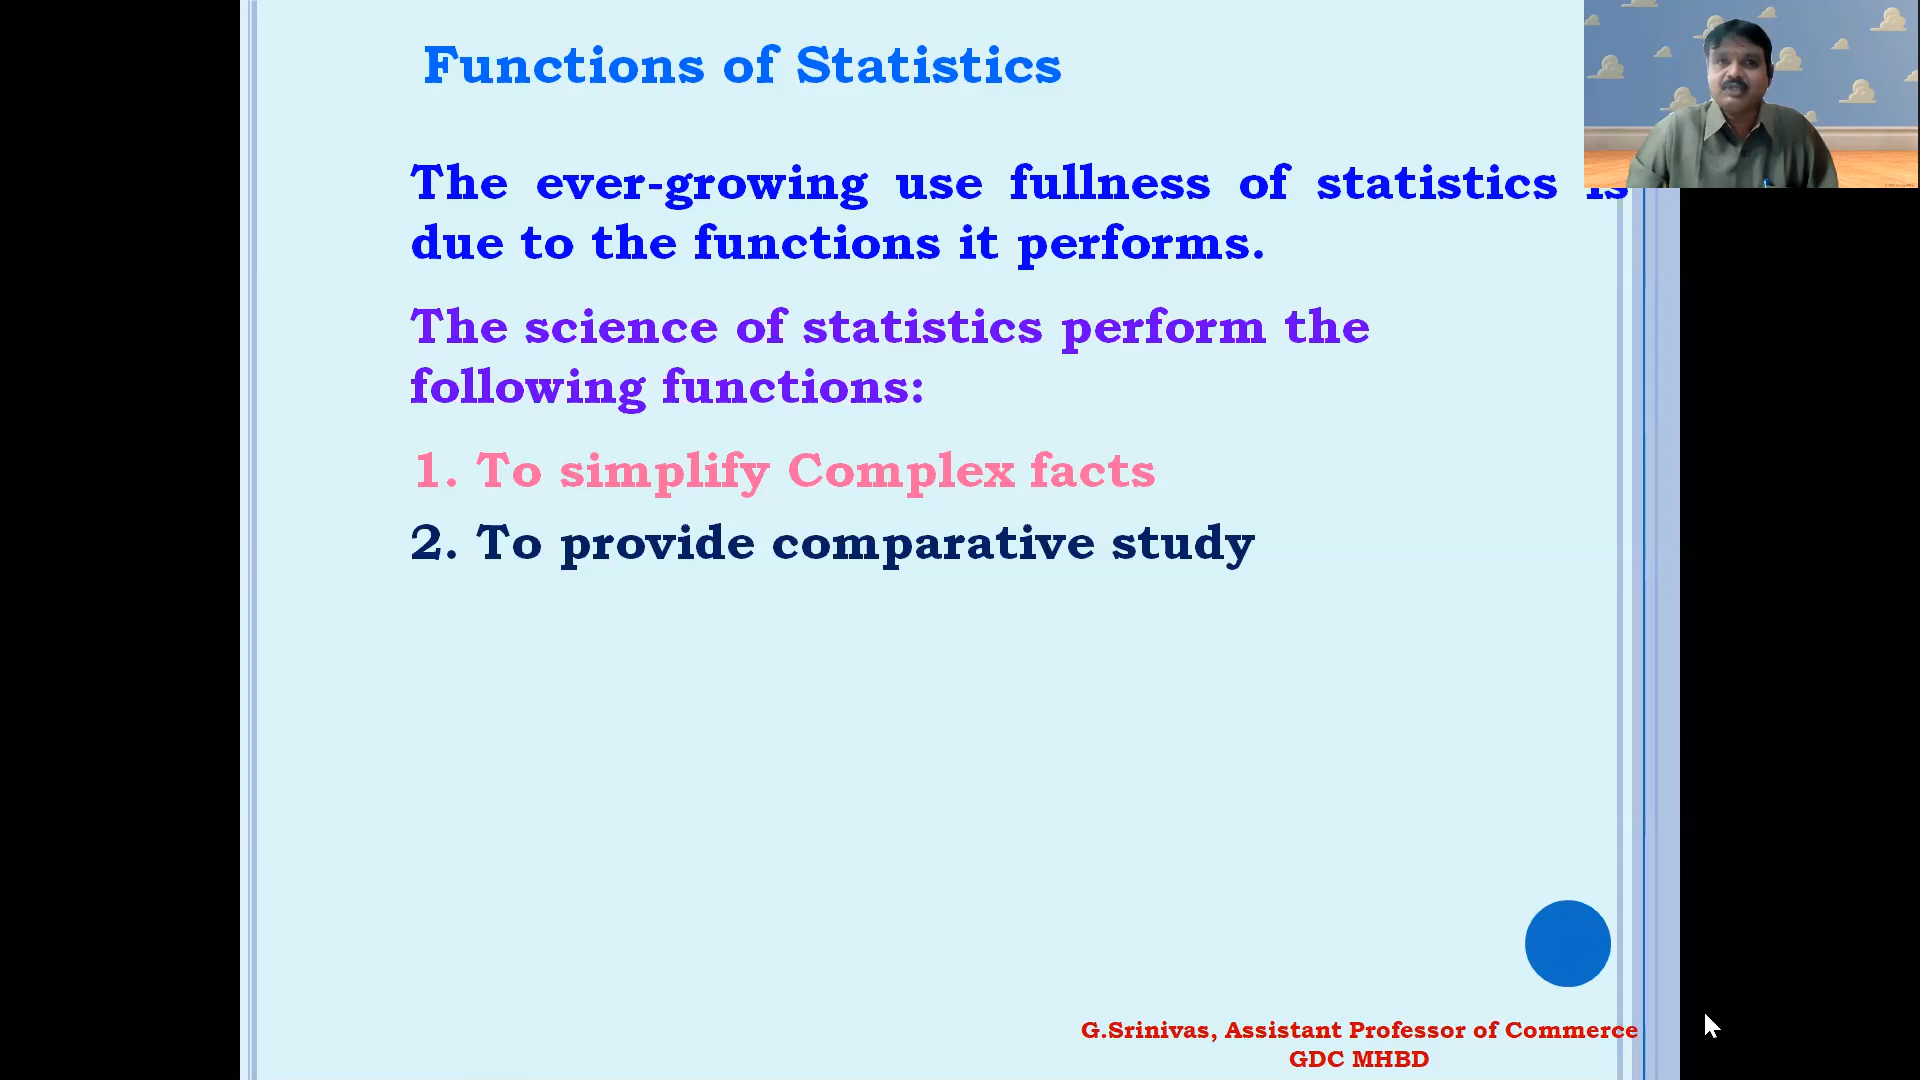 Functions of Statistics
The ever-growing use fullness of statistics is
due to the functions it performs.
The science of statistics perform the
following functions:
1. To simplify Complex facts
2. To provide comparative study
G.Srinivas, Assistant Professor of Commerce
GDC MHBD